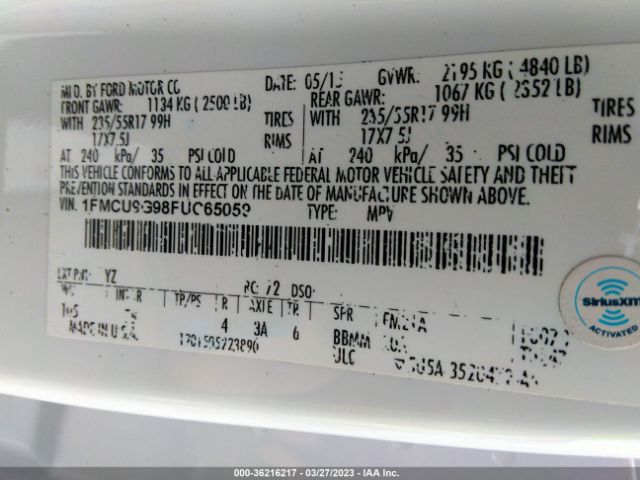 MFD. BY FORD MOTOR CO
DATE: 05/15 GVWR: 2195 KG (4840 LB)
FRONT GAWR: 1134 KG (2500 LB) REAR GAWR: 1067 KG (2352 LB)
WITH 235/55R17 99H TIRES WITH 235/55R17 99H TIRES
17X7.5J RIMS 17X7.5J RIMS
AT 240 kPa/ 35 PSI COLD AT 240 kPa/ 35 PSI COLD
THIS VEHICLE CONFORMS TO ALL APPLICABLE FEDERAL MOTOR VEHICLE SAFETY AND THEFT
PREVENTION STANDARDS IN EFFECT ON THE DATE OF MANUFACTURE SHOWN ABOVE
VIN: 1FMCU9G98FUC65059
TYPE: MPV
EXT PNT: YZ RC: 72 DSO:
INTR TP/PS R AXLE TR SPR
4 3A 6
MADE IN U.S.A.
BBMM
ULC
SiriusXM
ACTIVATED
000-36216217 | 03/27/2023 | IAA Inc.